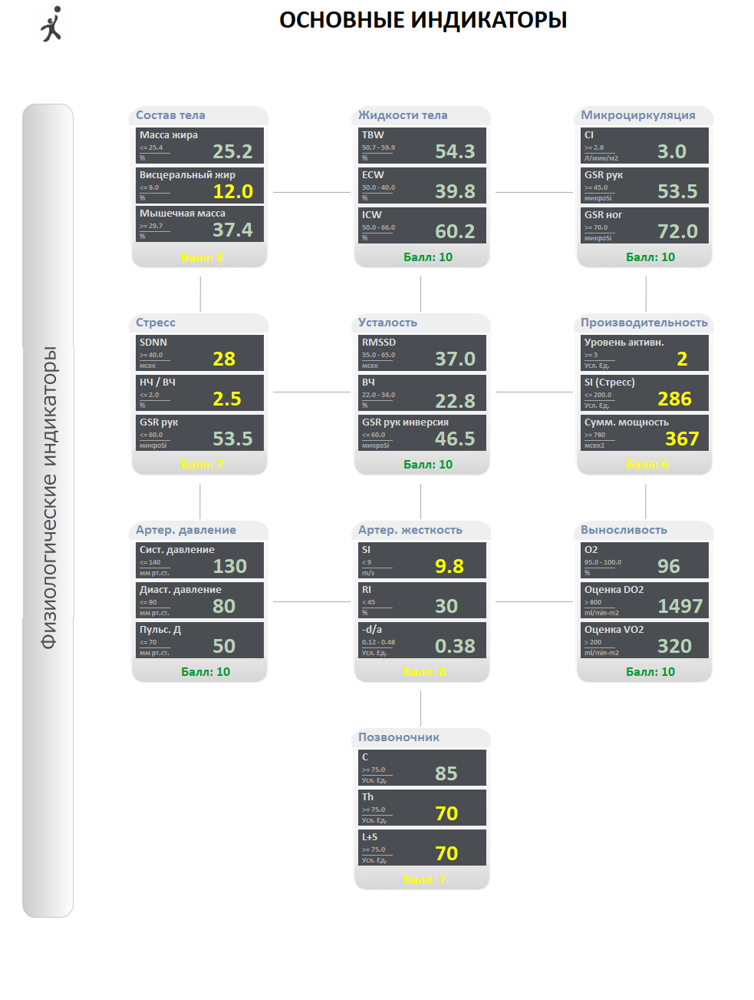 ОСНОВНЫЕ ИНДИКАТОРЫ
Физиологические индикаторы
Состав тела
Масса жира
<= 25.4
%
25.2
Висцеральный жир
<= 9.0
%
12.0
Мышечная масса
>= 29.7
%
37.4
Балл: 8
Жидкости тела
TBW
50.7 - 59.9
%
54.3
ECW
30.0 - 40.0
%
39.8
ICW
50.0 - 66.0
%
60.2
Балл: 10
Микроциркуляция
CI
>= 2.8
Л/мин/м2
3.0
GSR рук
>= 45.0
микроSi
53.5
GSR ног
>= 70.0
микроSi
72.0
Балл: 10
Стресс
SDNN
>= 40.0
мсек
28
НЧ / ВЧ
<= 2.0
%
2.5
GSR рук
<= 60.0
микроSi
53.5
Балл: 7
Усталость
RMSSD
35.0 - 65.0
мсек
37.0
ВЧ
22.0 - 34.0
%
22.8
GSR рук инверсия
<= 60.0
микроSi
46.5
Балл: 10
Производительность
Уровень активн.
>= 3
Усл. Ед.
2
SI (Стресс)
<= 200.0
Усл. Ед.
286
Сумм. мощность
>= 780
мсек2
367
Балл: 6
Артер. давление
Сист. давление
<= 140
мм рт.ст.
130
Диаст. давление
<= 90
мм рт.ст.
80
Пульс. Д
<= 70
мм рт.ст.
50
Балл: 10
Артер. жесткость
SI
< 9
m/s
9.8
RI
< 45
%
30
-d/a
0.12 - 0.48
Усл. Ед.
0.38
Балл: 8
Выносливость
O2
95.0 - 100.0
%
96
Оценка DO2
> 800
ml/min-m2
1497
Оценка VO2
> 200
ml/min-m2
320
Балл: 10
Позвоночник
C
>= 75.0
Усл. Ед.
85
Th
>= 75.0
Усл. Ед.
70
L+S
>= 75.0
Усл. Ед.
70
Балл: 7